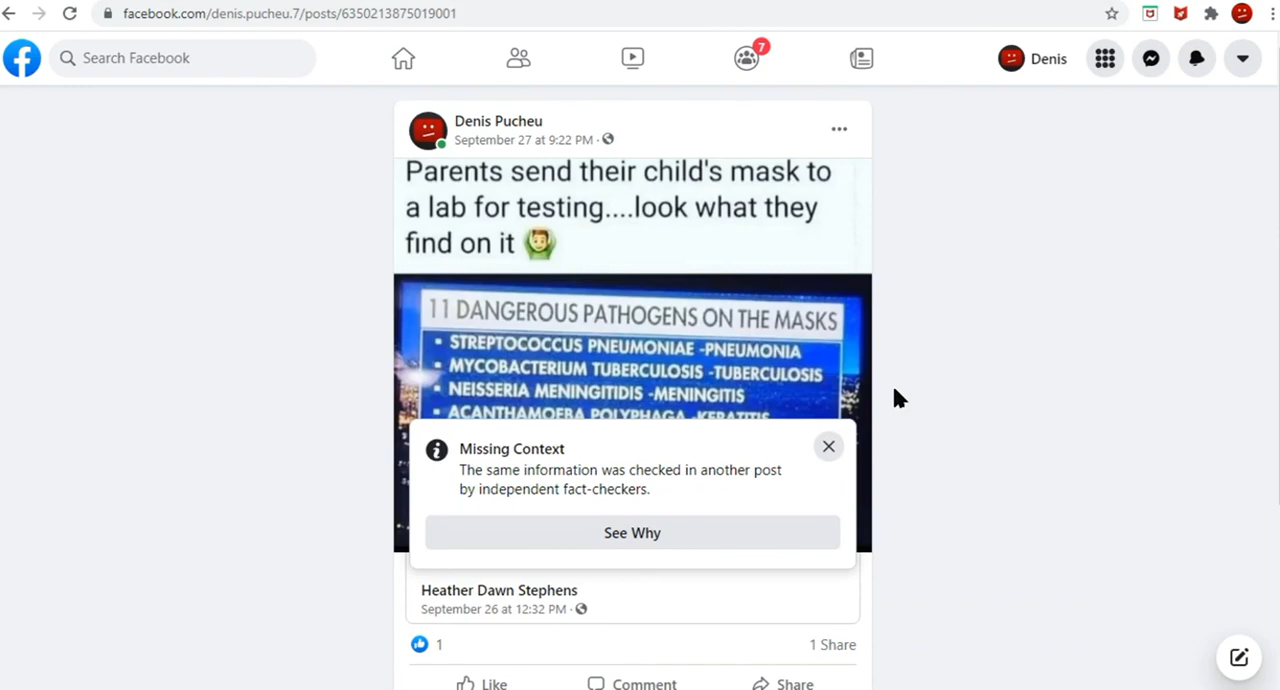 facebook.com/denis.pucheu.7/posts/6350213875019001
Search Facebook
7
Denis
Denis Pucheu
September 27 at 9:22 PM ·
Parents send their child's mask to
a lab for testing....look what they
find on it
11 DANGEROUS PATHOGENS ON THE MASKS
▪ STREPTOCOCCUS PNEUMONIAE -PNEUMONIA
▪ MYCOBACTERIUM TUBERCULOSIS -TUBERCULOSIS
▪ NEISSERIA MENINGITIDIS -MENINGITIS
▪ ACANTHAMOEBA POLYPHAGA -KERATITIS
Missing Context
The same information was checked in another post
by independent fact-checkers.
See Why
Heather Dawn Stephens
September 26 at 12:32 PM ·
1
1 Share
Like
Comment
Share